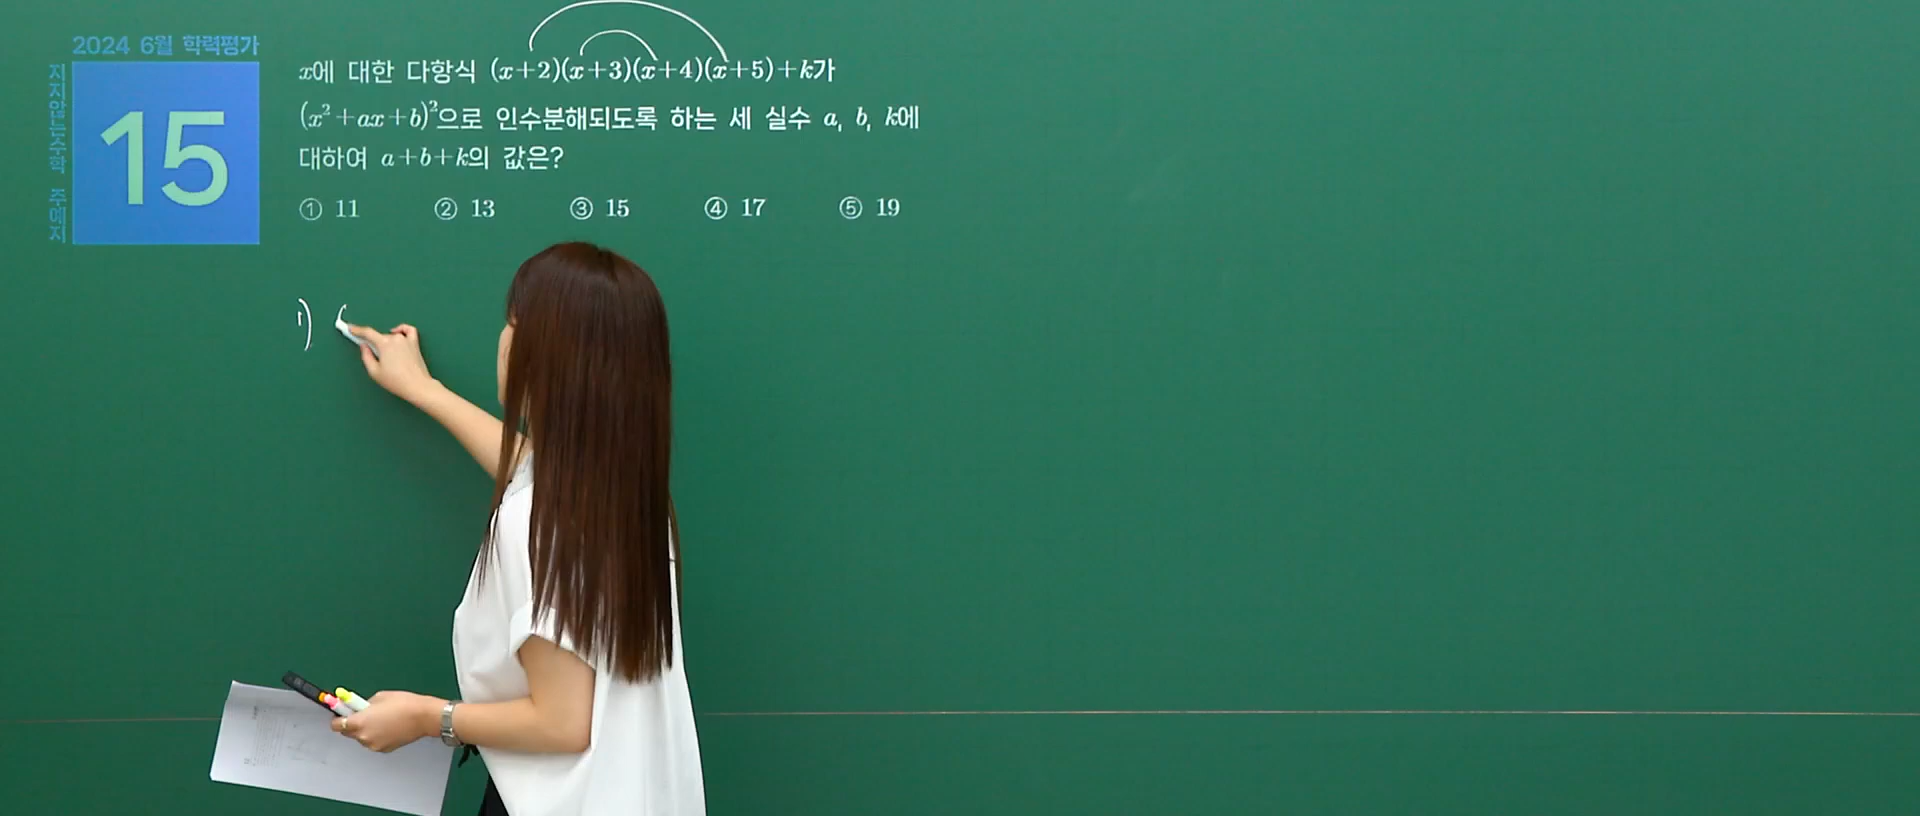 2024 6월 학력평가
지지않는수학 주예지
15
x에 대한 다항식 (x+2)(x+3)(x+4)(x+5)+k가
(x²+ax+b)²으로 인수분해되도록 하는 세 실수 a, b, k에
대하여 a+b+k의 값은?
① 11 ② 13 ③ 15 ④ 17 ⑤ 19
1) (